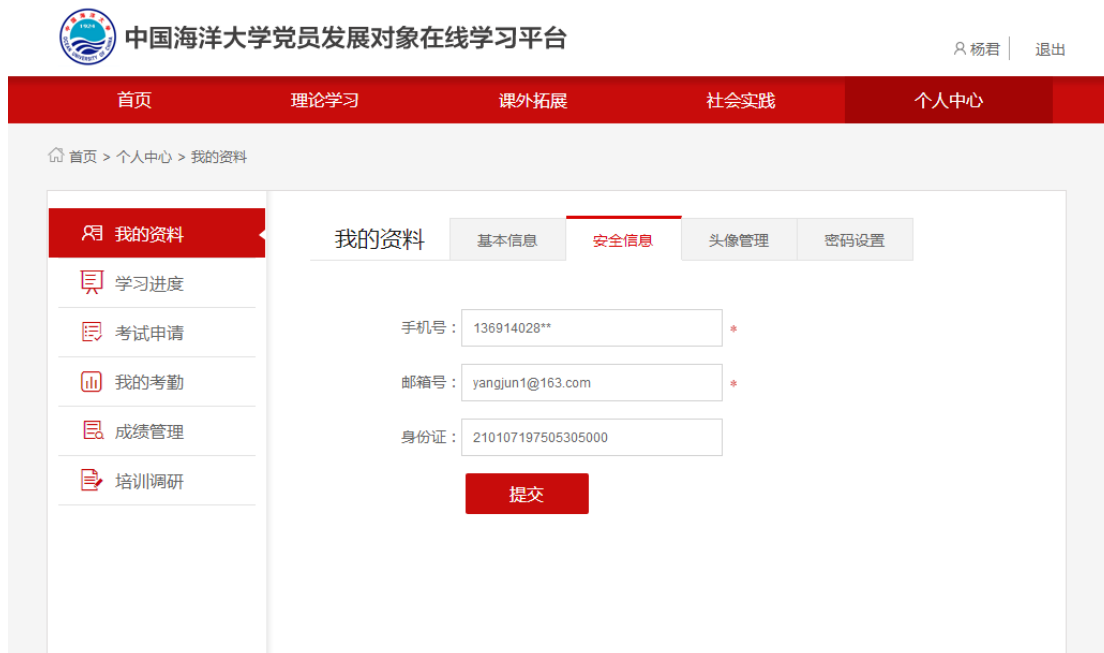 1924
中国海洋大学党员发展对象在线学习平台
杨君 退出
首页 理论学习 课外拓展 社会实践 个人中心
首页 > 个人中心 > 我的资料
我的资料
学习进度
考试申请
我的考勤
成绩管理
培训调研
我的资料 基本信息 安全信息 头像管理 密码设置
手机号： 136914028** *
邮箱号： yangjun1@163.com *
身份证： 210107197505305000
提交